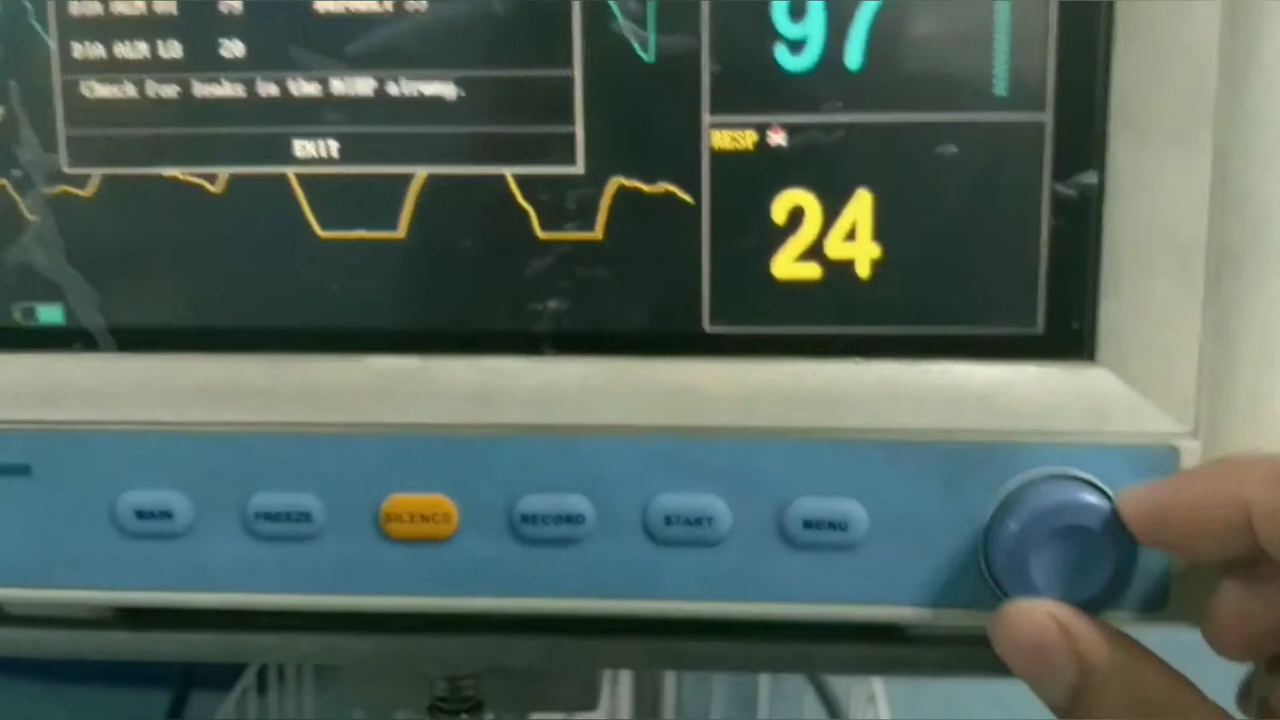 97
DIA ALM LO 20
Check for leaks in the NIBP airway.
EXIT
RESP
24
MAIN
FREEZE
SILENCE
RECORD
START
MENU